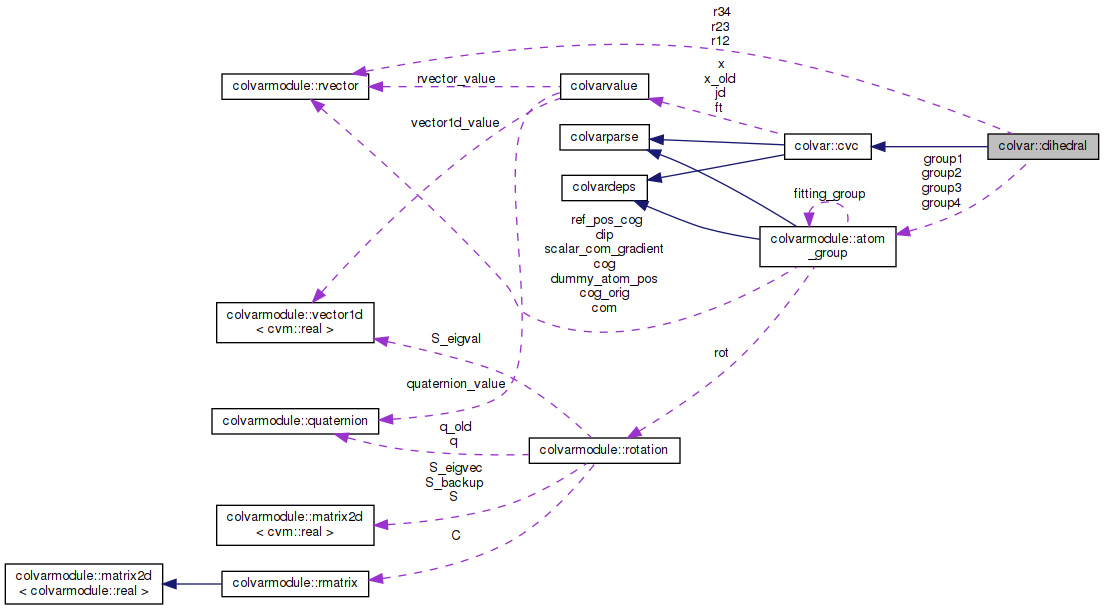 r34
r23
r12
colvarmodule::rvector
rvector_value
colvarvalue
x
x_old
jd
ft
vector1d_value
colvarparse
colvar::cvc
colvar::dihedral
colvardeps
group1
group2
group3
group4
fitting_group
ref_pos_cog
dip
scalar_com_gradient
cog
dummy_atom_pos
cog_orig
com
colvarmodule::atom
_group
colvarmodule::vector1d
< cvm::real >
S_eigval
rot
quaternion_value
colvarmodule::quaternion
q_old
q
colvarmodule::rotation
S_eigvec
S_backup
S
colvarmodule::matrix2d
< cvm::real >
C
colvarmodule::matrix2d
< colvarmodule::real >
colvarmodule::rmatrix